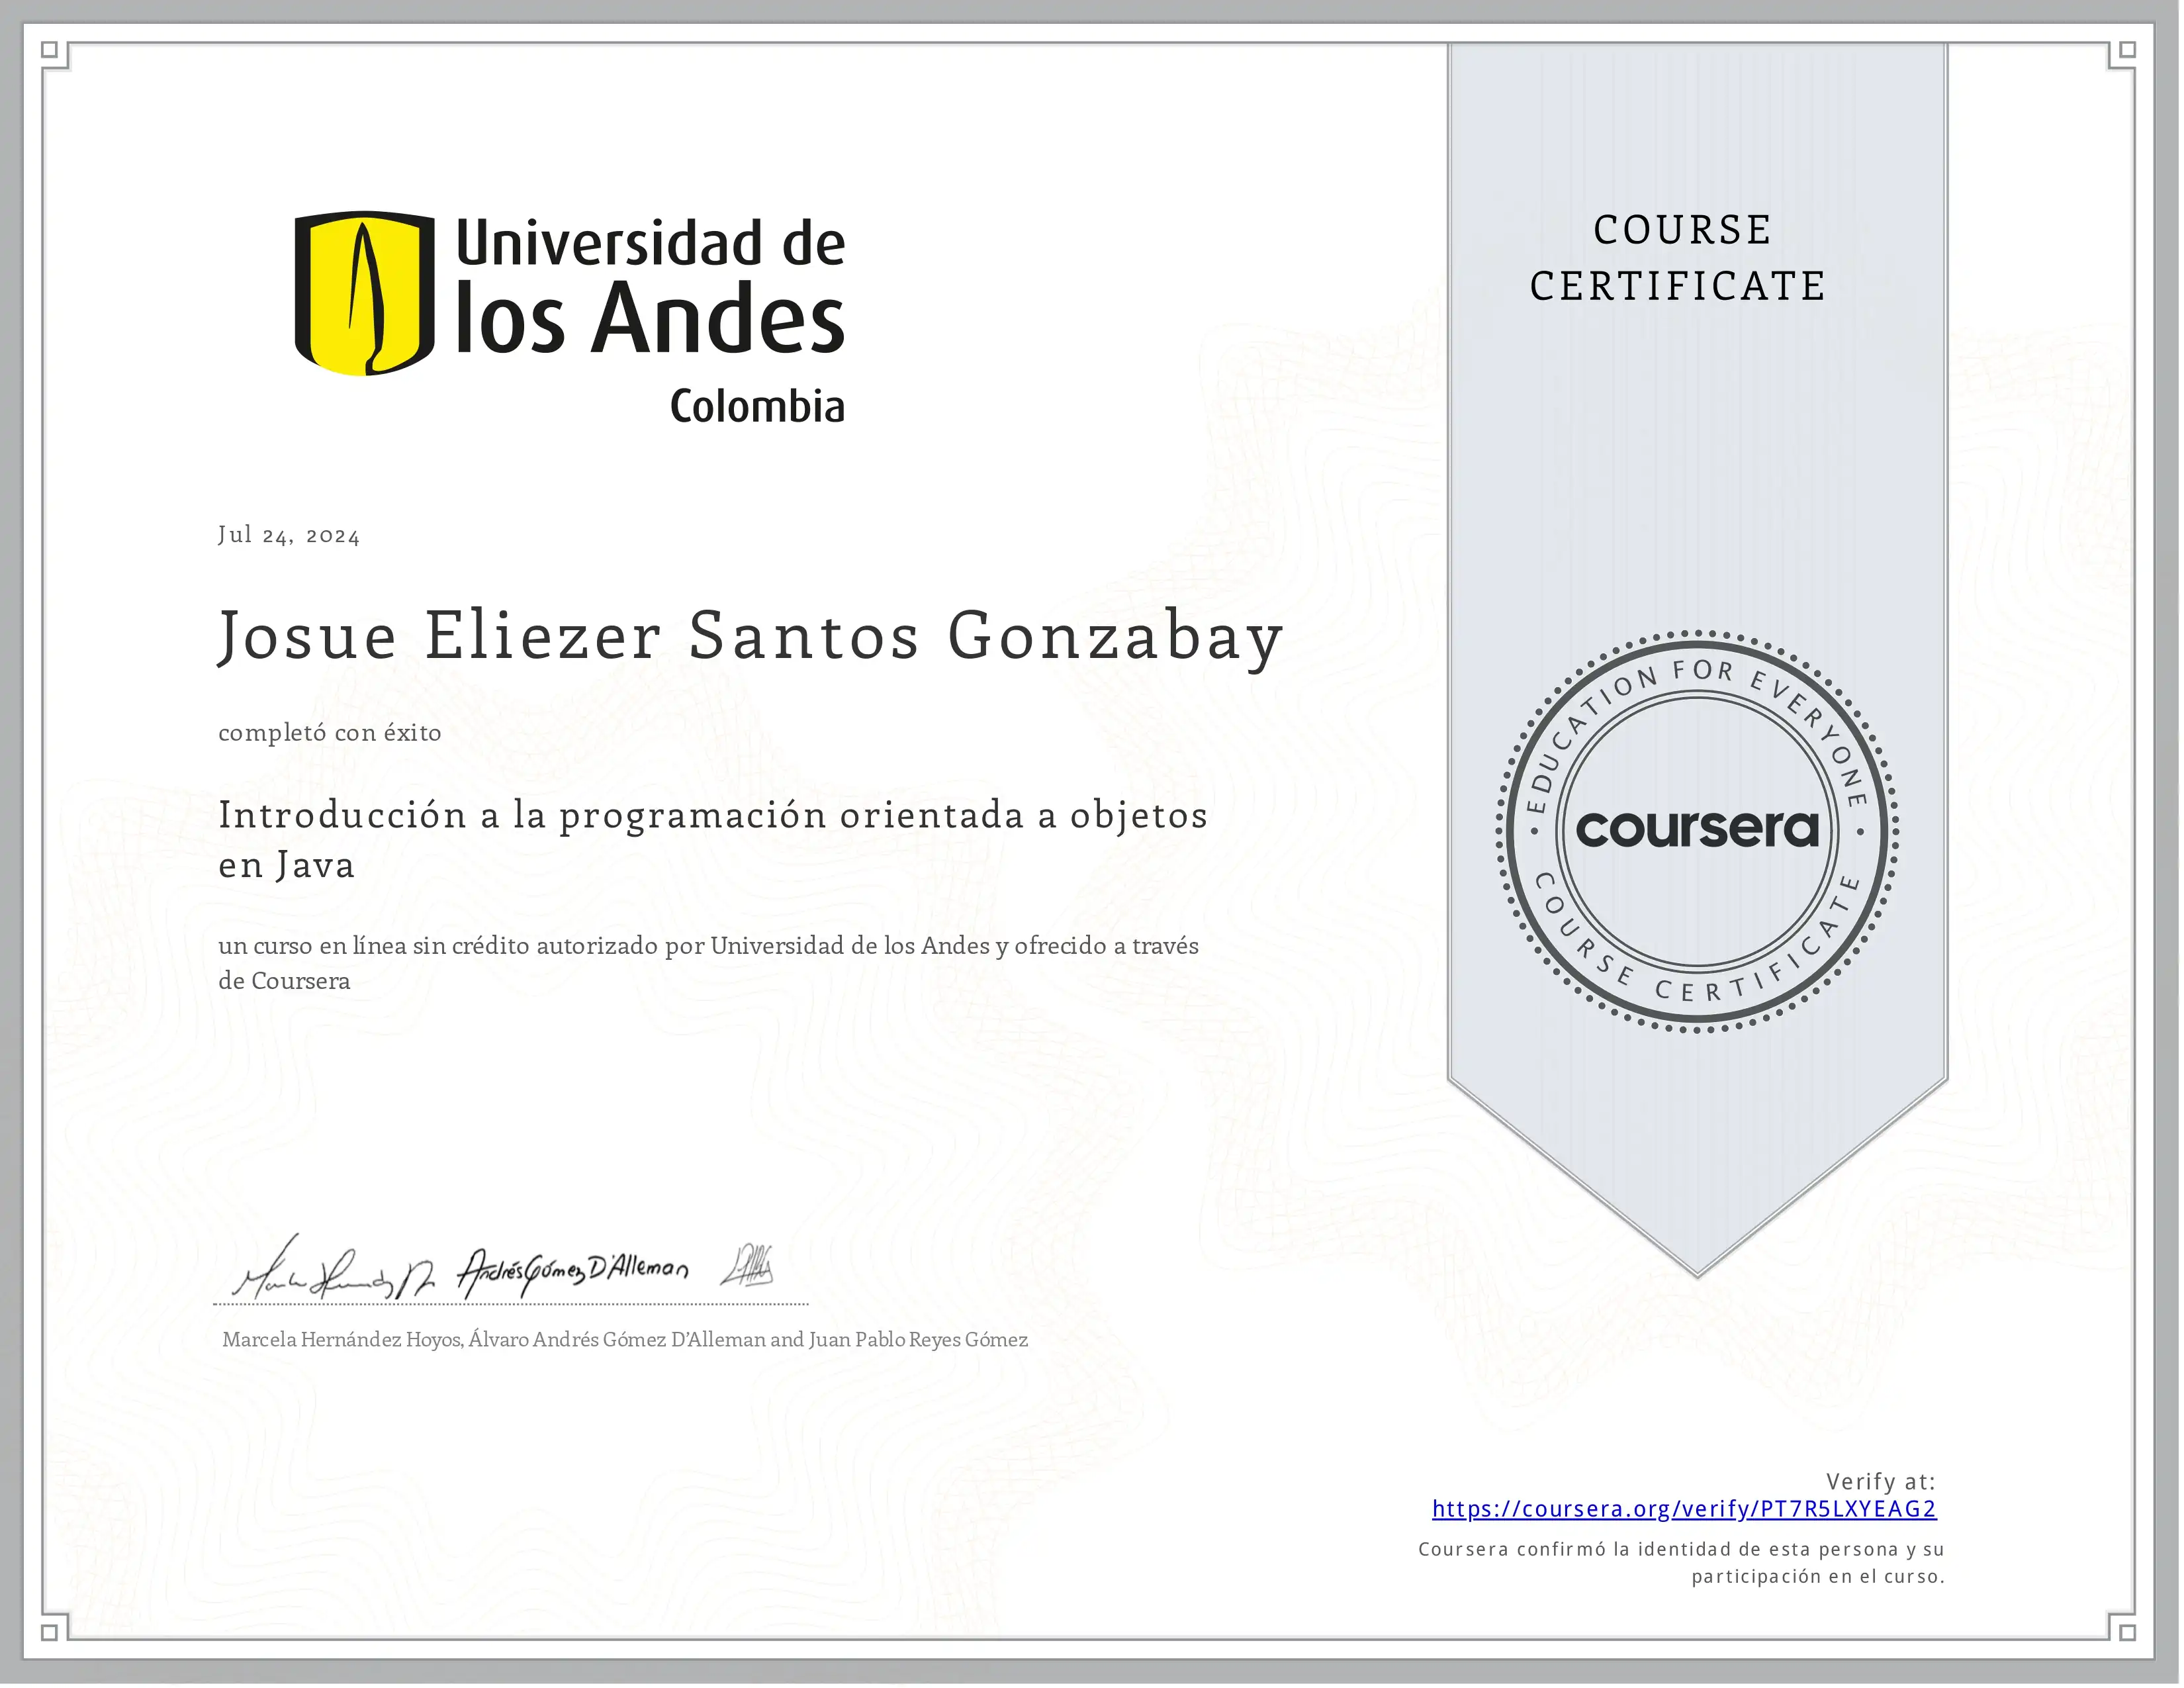 Universidad de
los Andes
Colombia
COURSE
CERTIFICATE
Jul 24, 2024
Josue Eliezer Santos Gonzabay
completó con éxito
Introducción a la programación orientada a objetos
en Java
un curso en línea sin crédito autorizado por Universidad de los Andes y ofrecido a través
de Coursera
EDUCATION FOR EVERYONE
coursera
COURSE CERTIFICATE
Andrés Gómez D'Alleman
Marcela Hernández Hoyos, Álvaro Andrés Gómez D'Alleman and Juan Pablo Reyes Gómez
Verify at:
https://coursera.org/verify/PT7R5LXYEAG2
Coursera confirmó la identidad de esta persona y su
participación en el curso.